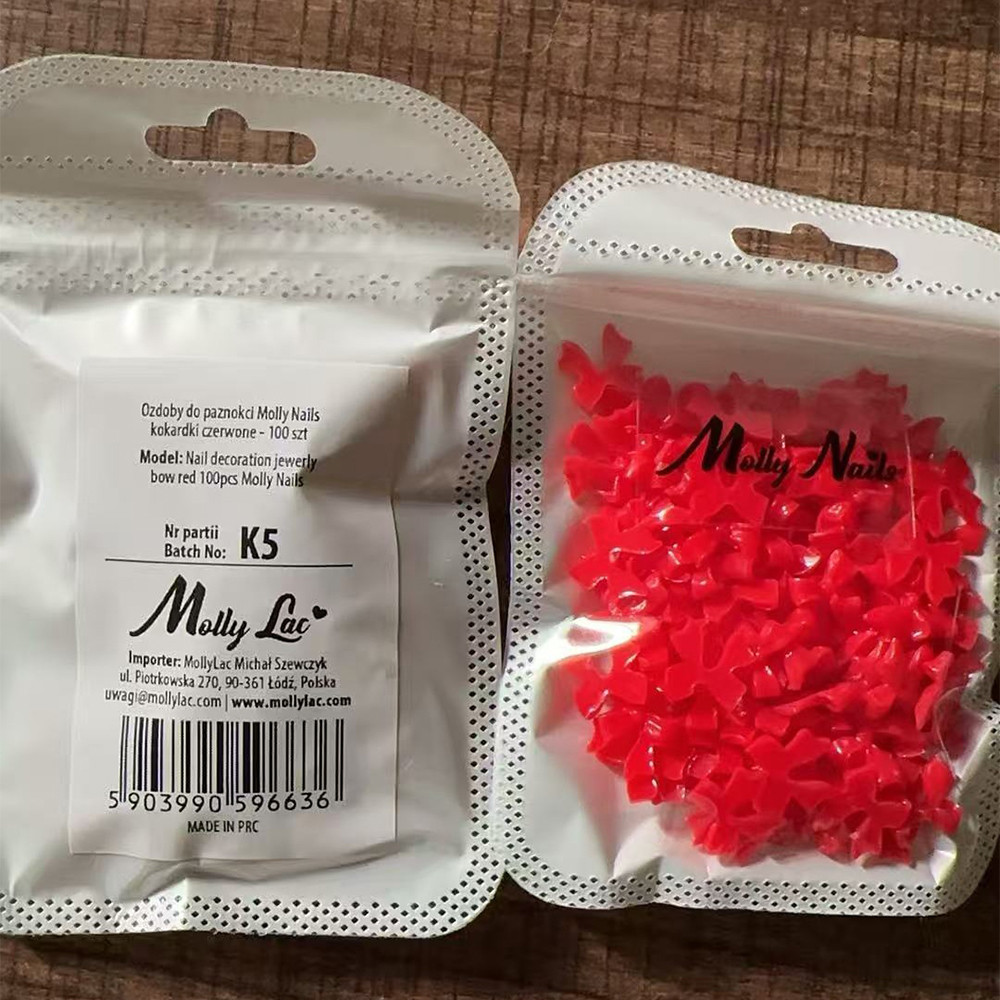 Ozdoby do paznokci Molly Nails
kokardki czerwone - 100 szt
Model: Nail decoration jewerly
bow red 100pcs Molly Nails
Nr partii
Batch No: K5
Molly Lac
Importer: MollyLac Michał Szewczyk
ul. Piotrkowska 270, 90-361 Łódź, Polska
uwagi@mollylac.com | www.mollylac.com
5 903990 596636
MADE IN PRC
Molly Nails